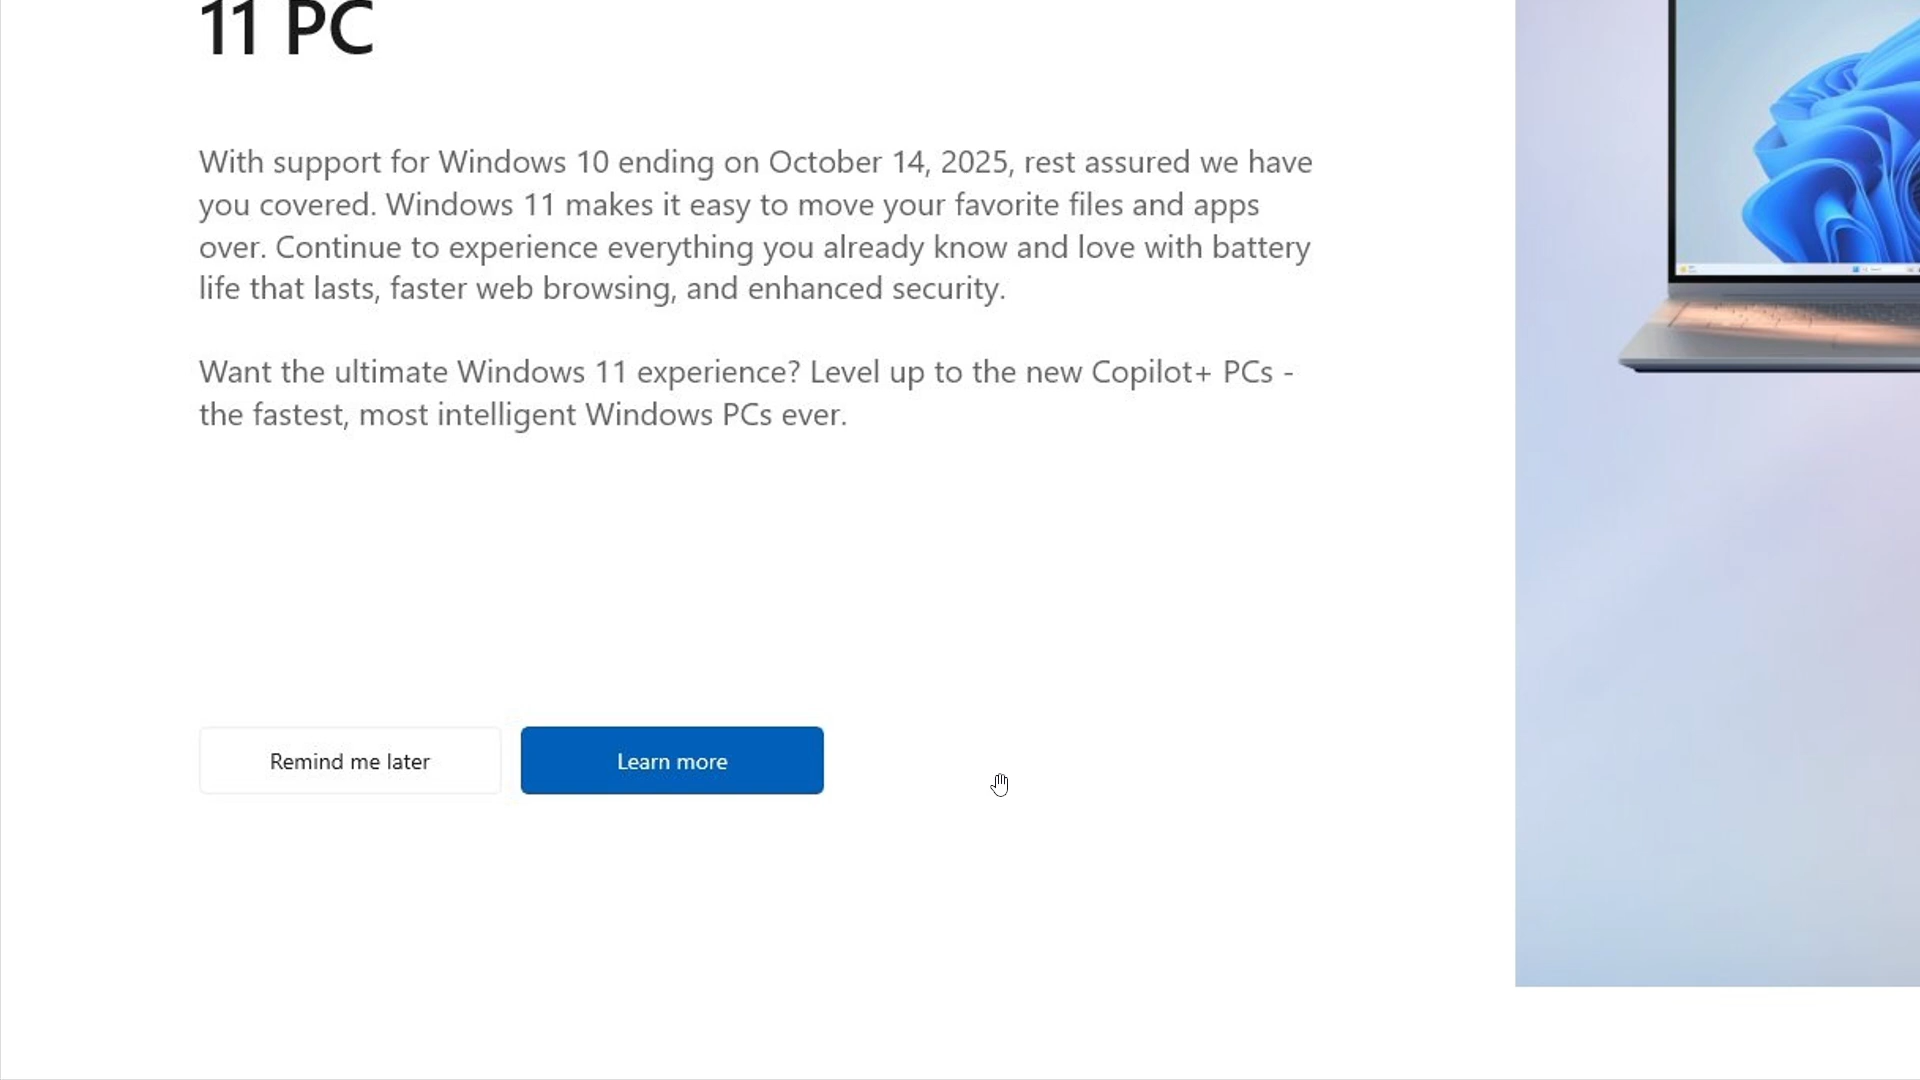 11 PC
With support for Windows 10 ending on October 14, 2025, rest assured we have
you covered. Windows 11 makes it easy to move your favorite files and apps
over. Continue to experience everything you already know and love with battery
life that lasts, faster web browsing, and enhanced security.
Want the ultimate Windows 11 experience? Level up to the new Copilot+ PCs -
the fastest, most intelligent Windows PCs ever.
Remind me later
Learn more